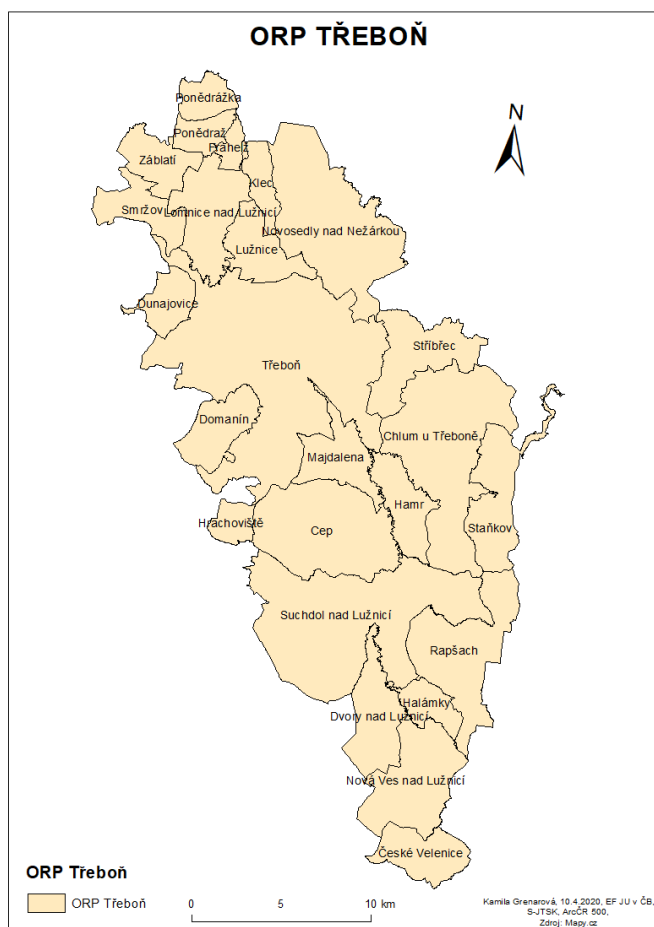 ORP TŘEBOŇ
N
Ponědrážka
Ponědraž
Frahelž
Záblatí
Klec
Smržov
Lomnice nad Lužnicí
Novosedly nad Nežárkou
Lužnice
Dunajovice
Stříbřec
Třeboň
Domanín
Chlum u Třeboně
Majdalena
Hamr
Hrachoviště
Cep
Staňkov
Suchdol nad Lužnicí
Rapšach
Halámky
Dvory nad Lužnicí
Nová Ves nad Lužnicí
České Velenice
ORP Třeboň
ORP Třeboň
0 5 10 km
Kamila Grenarová, 10.4.2020, EF JU v ČB,
S-JTSK, ArcČR 500,
Zdroj: Mapy.cz